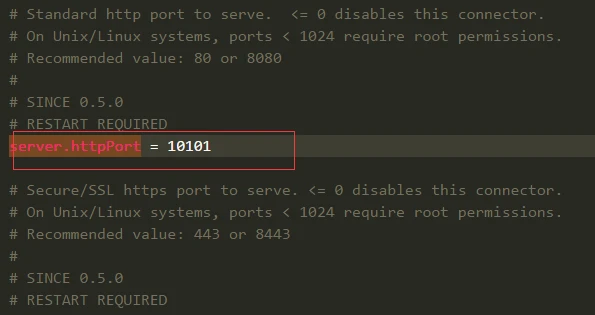 # Standard http port to serve.  <= 0 disables this connector.
# On Unix/Linux systems, ports < 1024 require root permissions.
# Recommended value: 80 or 8080
#
# SINCE 0.5.0
# RESTART REQUIRED
server.httpPort = 10101
# Secure/SSL https port to serve. <= 0 disables this connector.
# On Unix/Linux systems, ports < 1024 require root permissions.
# Recommended value: 443 or 8443
#
# SINCE 0.5.0
# RESTART REQUIRED